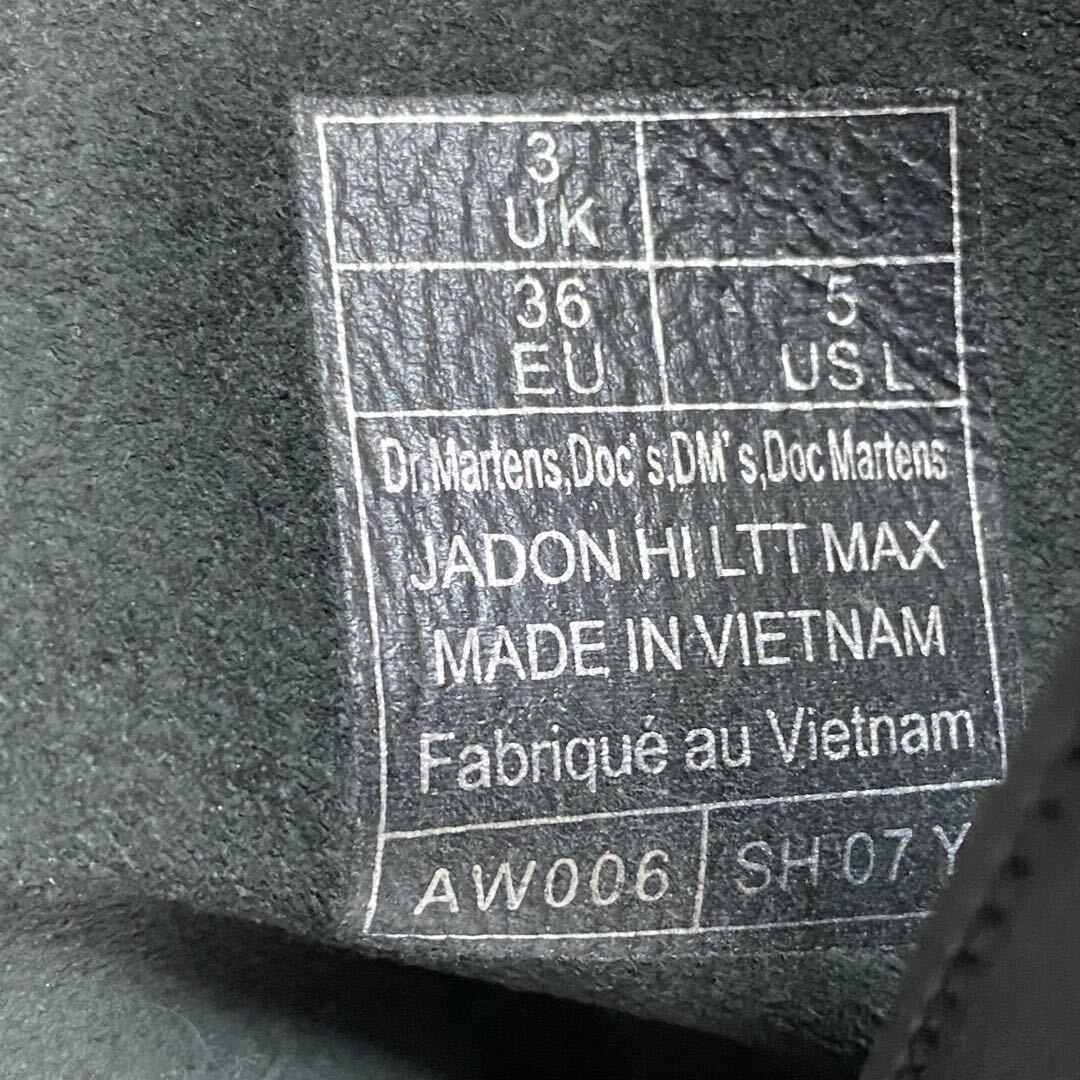 3
UK
36 5
EU US L
Dr.Martens,Doc's,DM's,Doc Martens
JADON HI LTT MAX
MADE IN VIETNAM
Fabriqué au Vietnam
AW006 SH 07 Y